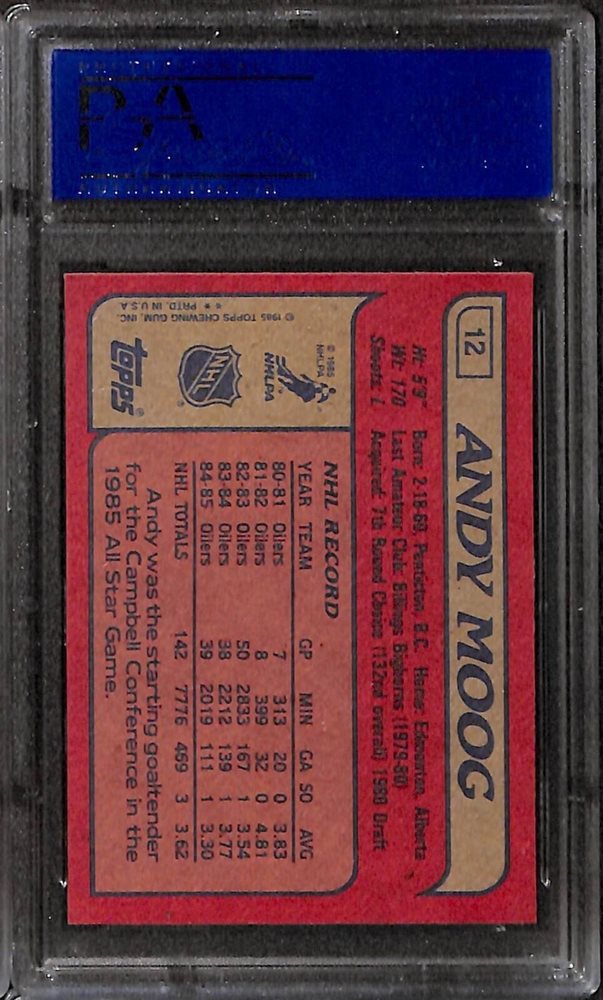 PSA
12
ANDY MOOG
Ht: 5'9" Born: 2-18-60, Penticton, B.C. Home: Edmonton, Alberta
Wt: 170 Last Amateur Club: Billings Bighorns (1979-80)
Shoots: L Acquired: 7th Round Choice (132nd overall) 1980 Draft
© 1985
NHLPA
NHLPA
NHL
topps®
© 1985 TOPPS CHEWING GUM, INC.
* * PRTD. IN U.S.A.
NHL RECORD
YEAR TEAM GP MIN GA SO AVG
80-81 Oilers 7 313 20 0 3.83
81-82 Oilers 8 399 32 0 4.81
82-83 Oilers 50 2833 167 1 3.54
83-84 Oilers 38 2212 139 1 3.77
84-85 Oilers 39 2019 111 1 3.30
NHL TOTALS 142 7776 469 3 3.62
Andy was the starting goaltender
for the Campbell Conference in the
1985 All Star Game.